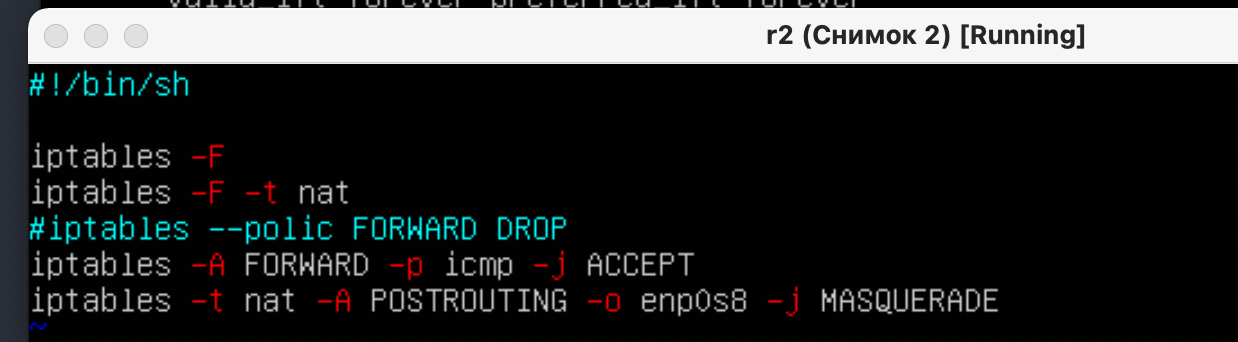 valid_lft forever preferred_lft forever
r2 (Снимок 2) [Running]
#!/bin/sh
iptables -F
iptables -F -t nat
#iptables --polic FORWARD DROP
iptables -A FORWARD -p icmp -j ACCEPT
iptables -t nat -A POSTROUTING -o enp0s8 -j MASQUERADE
~